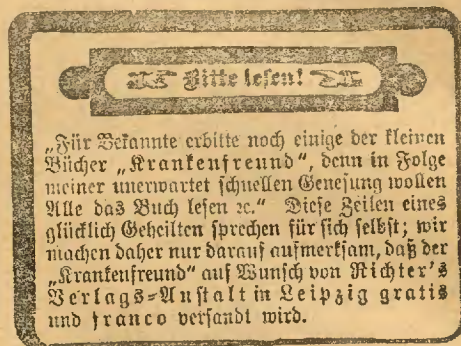 Bitte lesen!
„Für Bekannte erbitte noch einige der kleinen
Bücher „Krankenfreund“, denn in Folge
meiner unerwartet schnellen Genesung wollen
Alle das Buch lesen ꝛc.“ Diese Zeilen eines
glücklich Geheilten sprechen für sich selbst; wir
machen daher nur darauf aufmerksam, daß der
„Krankenfreund“ auf Wunsch von Richter's
Verlags-Anstalt in Leipzig gratis
und franco versandt wird.